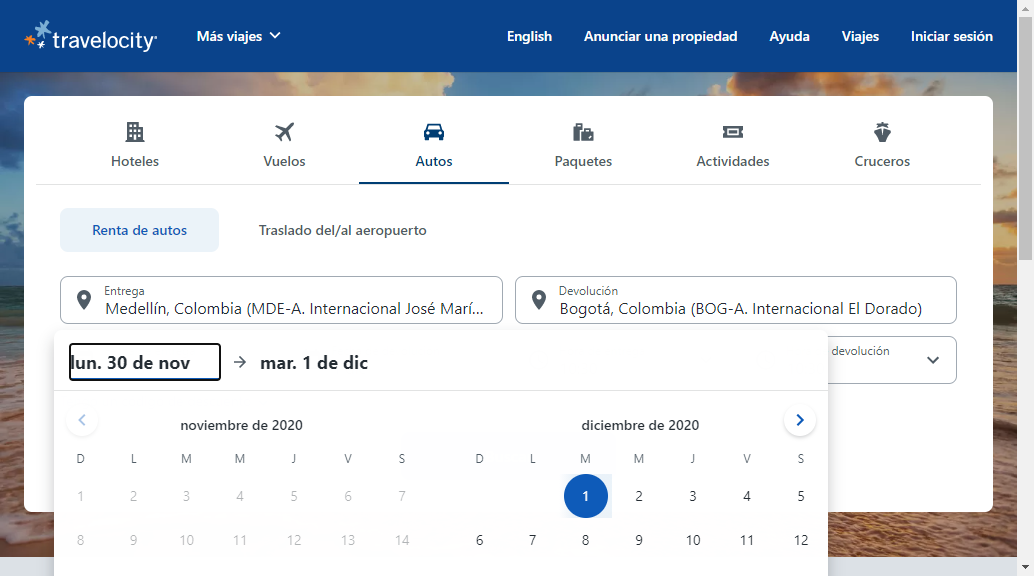 travelocity
Más viajes
English
Anunciar una propiedad
Ayuda
Viajes
Iniciar sesión
Hoteles
Vuelos
Autos
Paquetes
Actividades
Cruceros
Renta de autos
Traslado del/al aeropuerto
Entrega
Medellín, Colombia (MDE-A. Internacional José Marí...
Devolución
Bogotá, Colombia (BOG-A. Internacional El Dorado)
lun. 30 de nov
mar. 1 de dic
devolución
noviembre de 2020
diciembre de 2020
D L M M J V S
D L M M J V S
1 2 3 4 5 6 7
1 2 3 4 5
8 9 10 11 12 13 14
6 7 8 9 10 11 12